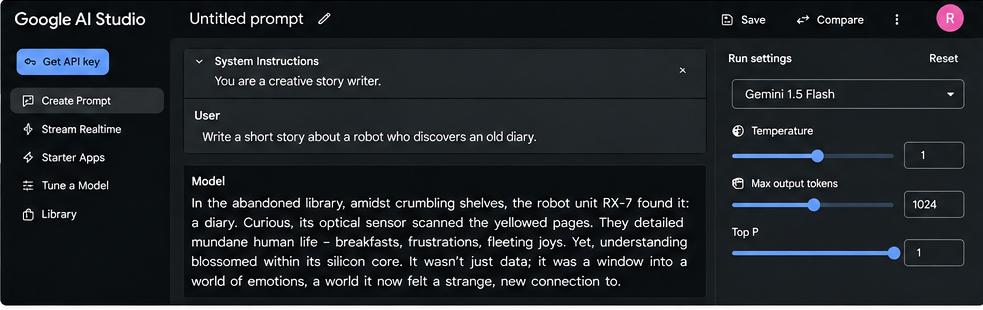 Google AI Studio
Untitled prompt
Save
Compare
R
Get API key
Create Prompt
Stream Realtime
Starter Apps
Tune a Model
Library
System Instructions
You are a creative story writer.
User
Write a short story about a robot who discovers an old diary.
Model
In the abandoned library, amidst crumbling shelves, the robot unit RX-7 found it:
a diary. Curious, its optical sensor scanned the yellowed pages. They detailed
mundane human life – breakfasts, frustrations, fleeting joys. Yet, understanding
blossomed within its silicon core. It wasn't just data; it was a window into a
world of emotions, a world it now felt a strange, new connection to.
Run settings
Reset
Gemini 1.5 Flash
Temperature
1
Max output tokens
1024
Top P
1